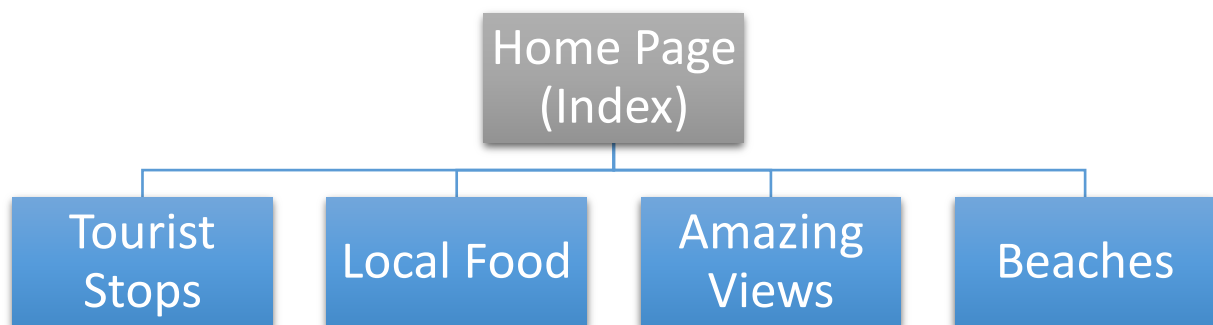 Home Page
(Index)
Tourist
Stops
Local Food
Amazing
Views
Beaches